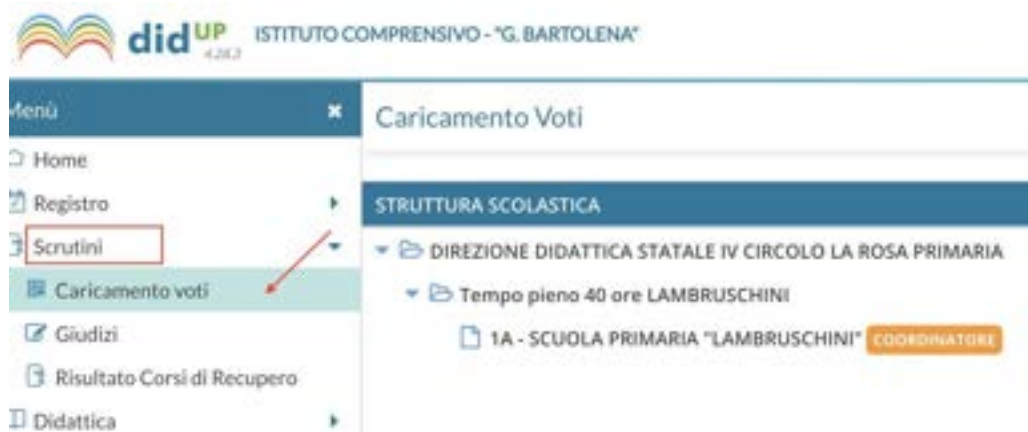 didUP ISTITUTO COMPRENSIVO - "G. BARTOLENA"
4.28.3
Menù
Caricamento Voti
Home
Registro
STRUTTURA SCOLASTICA
Scrutini
DIREZIONE DIDATTICA STATALE IV CIRCOLO LA ROSA PRIMARIA
Caricamento voti
Tempo pieno 40 ore LAMBRUSCHINI
Giudizi
1A - SCUOLA PRIMARIA "LAMBRUSCHINI" COORDINATORE
Risultato Corsi di Recupero
Didattica